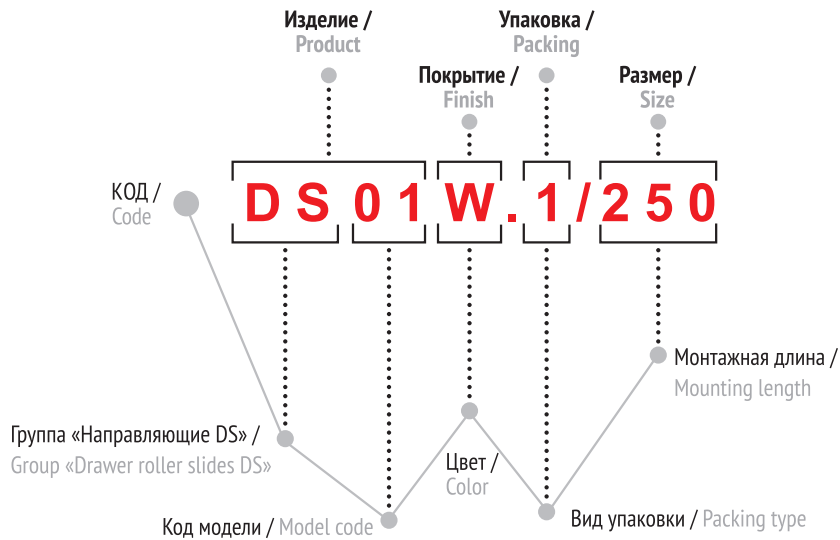 Изделие /
Product
Упаковка /
Packing
Покрытие /
Finish
Размер /
Size
КОД /
Code
DS01W.1/250
Монтажная длина /
Mounting length
Группа «Направляющие DS» /
Group «Drawer roller slides DS»
Цвет /
Color
Код модели / Model code
Вид упаковки / Packing type